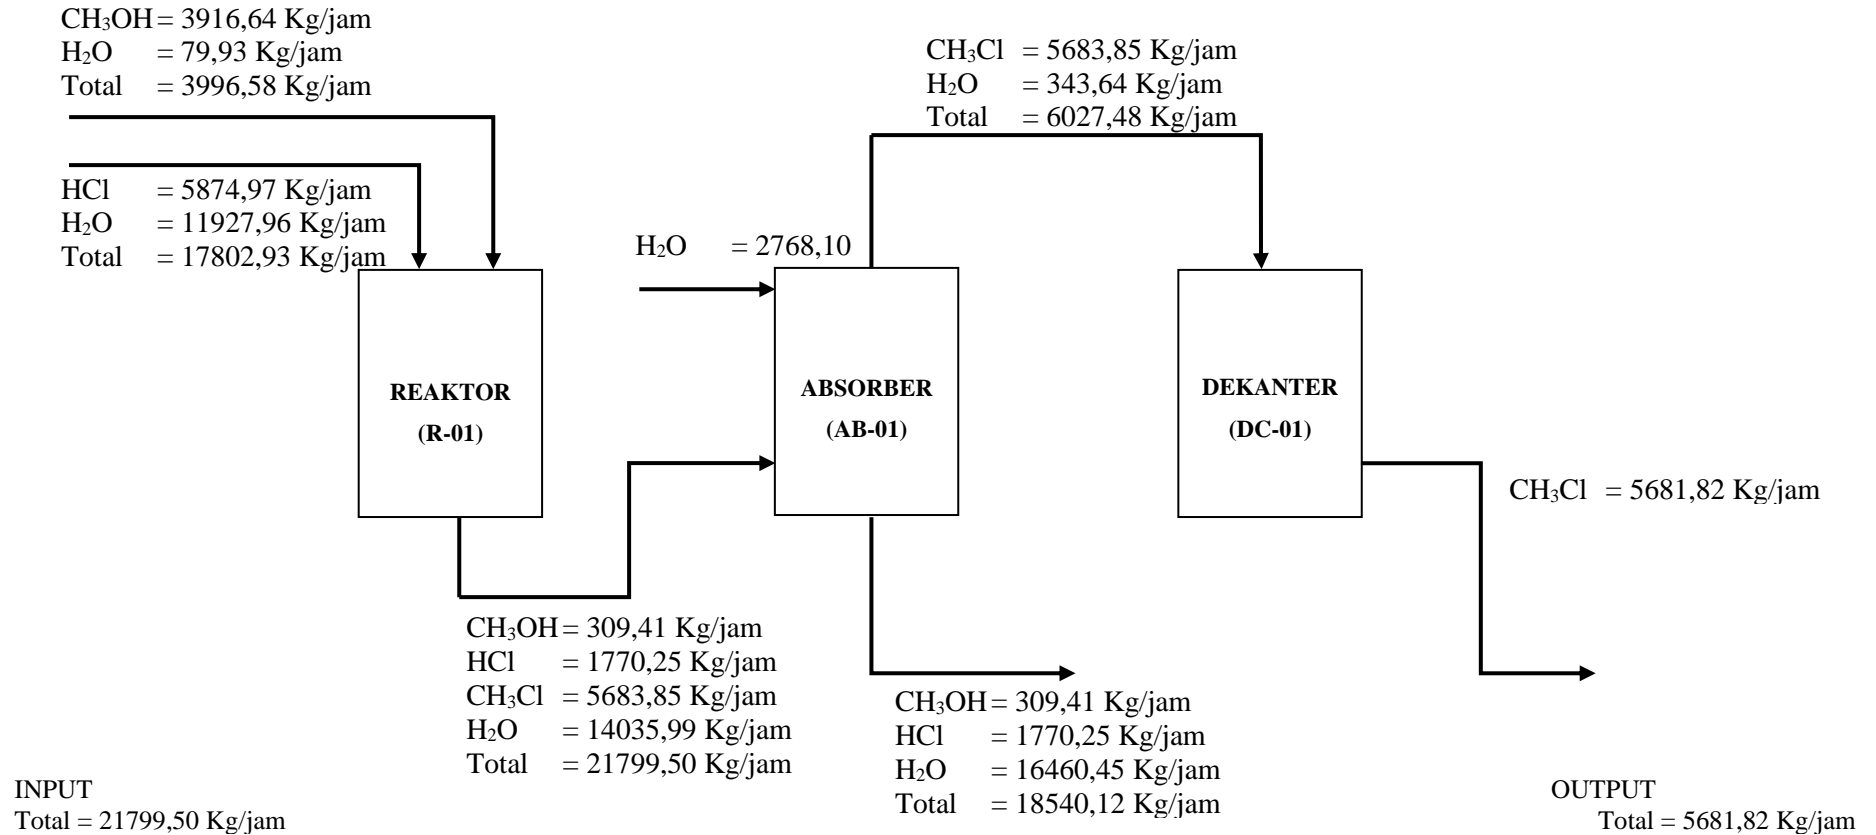 CH₃OH = 3916,64 Kg/jam
H₂O = 79,93 Kg/jam
Total = 3996,58 Kg/jam
HCl = 5874,97 Kg/jam
H₂O = 11927,96 Kg/jam
Total = 17802,93 Kg/jam
CH₃Cl = 5683,85 Kg/jam
H₂O = 343,64 Kg/jam
Total = 6027,48 Kg/jam
H₂O = 2768,10
REAKTOR
(R-01)
ABSORBER
(AB-01)
DEKANTER
(DC-01)
CH₃Cl = 5681,82 Kg/jam
CH₃OH = 309,41 Kg/jam
HCl = 1770,25 Kg/jam
CH₃Cl = 5683,85 Kg/jam
H₂O = 14035,99 Kg/jam
Total = 21799,50 Kg/jam
CH₃OH = 309,41 Kg/jam
HCl = 1770,25 Kg/jam
H₂O = 16460,45 Kg/jam
Total = 18540,12 Kg/jam
INPUT
Total = 21799,50 Kg/jam
OUTPUT
Total = 5681,82 Kg/jam